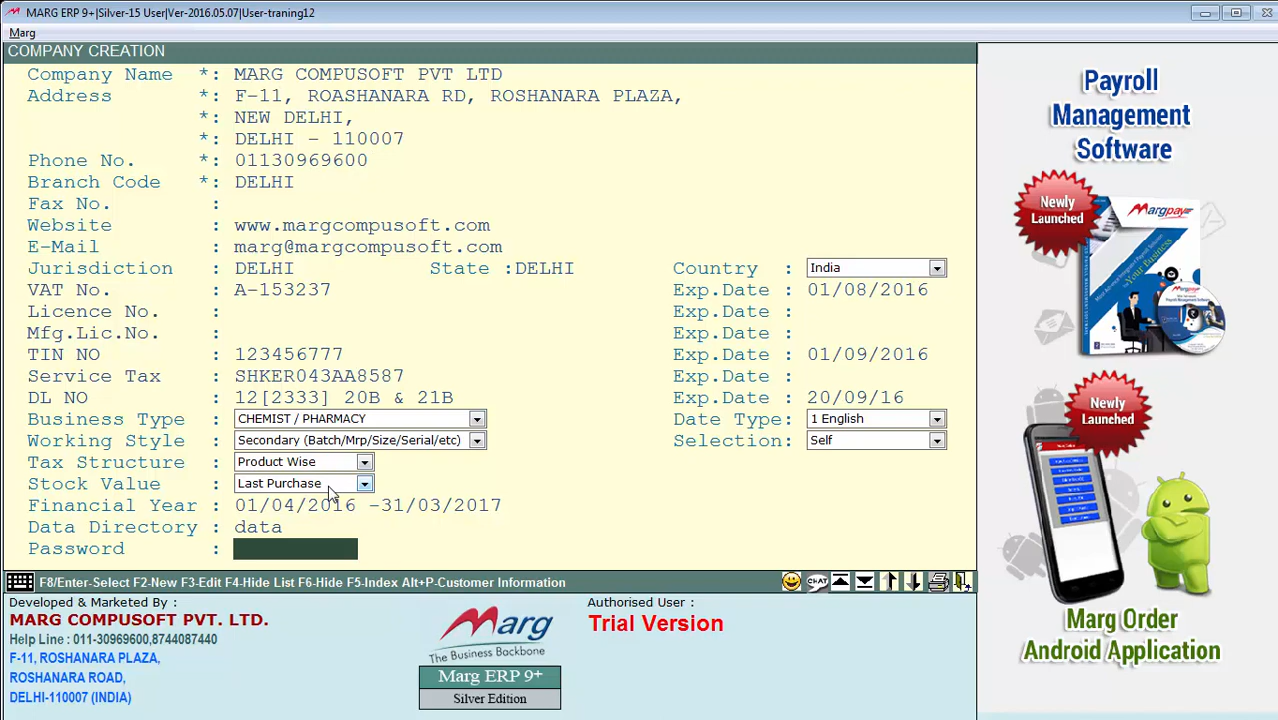 MARG ERP 9+|Silver-15 User|Ver-2016.05.07|User-traning12
Marg
COMPANY CREATION
Company Name *: MARG COMPUSOFT PVT LTD
Address *: F-11, ROASHANARA RD, ROSHANARA PLAZA,
*: NEW DELHI,
*: DELHI - 110007
Phone No. *: 01130969600
Branch Code *: DELHI
Fax No. :
Website : www.margcompusoft.com
E-Mail : marg@margcompusoft.com
Jurisdiction : DELHI State :DELHI Country : India
VAT No. : A-153237 Exp.Date : 01/08/2016
Licence No. : Exp.Date :
Mfg.Lic.No. : Exp.Date :
TIN NO : 123456777 Exp.Date : 01/09/2016
Service Tax : SHKER043AA8587 Exp.Date :
DL NO : 12[2333] 20B & 21B Exp.Date : 20/09/16
Business Type : CHEMIST / PHARMACY Date Type: 1 English
Working Style : Secondary (Batch/Mrp/Size/Serial/etc) Selection: Self
Tax Structure : Product Wise
Stock Value : Last Purchase
Financial Year : 01/04/2016 -31/03/2017
Data Directory : data
Password :
F8/Enter-Select F2-New F3-Edit F4-Hide List F6-Hide F5-Index Alt+P-Customer Information
CHAT
Developed & Marketed By :
MARG COMPUSOFT PVT. LTD.
Help Line : 011-30969600,8744087440
F-11, ROSHANARA PLAZA,
ROSHANARA ROAD,
DELHI-110007 (INDIA)
Marg
The Business Backbone
Marg ERP 9+
Silver Edition
Authorised User :
Trial Version
Payroll
Management
Software
Newly
Launched
Margpay
Newly
Launched
Marg Order
Android Application